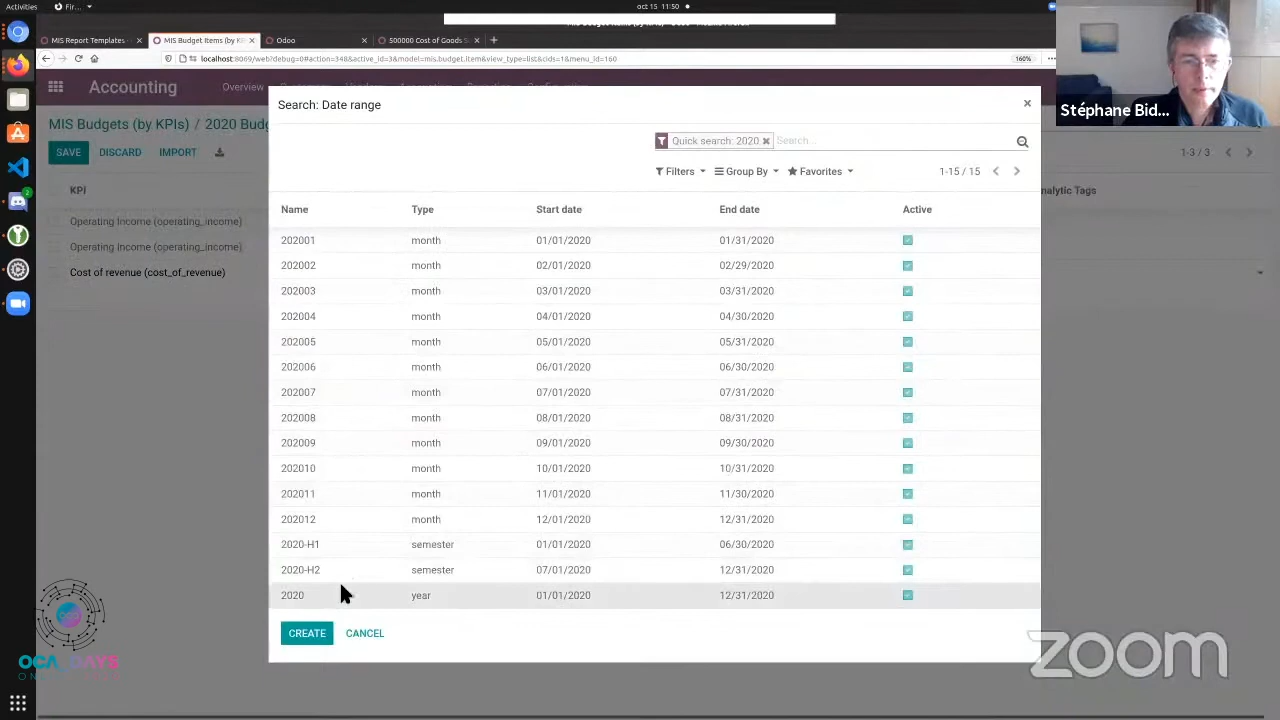 Activities
Fir...
oct 15 11:50
MIS Report Templates
MIS Budget Items (by KP
Odoo
500000 Cost of Goods S
localhost:8069/web?debug=0#action=348&active_id=3&model=mis.budget.item&view_type=list&cids=1&menu_id=160
160%
Accounting
Overview
MIS Budgets (by KPIs) / 2020 Budg
SAVE
DISCARD
IMPORT
1-3 / 3
KPI
nalytic Tags
Operating Income (operating_income)
Operating Income (operating_income)
Cost of revenue (cost_of_revenue)
Search: Date range
×
Quick search: 2020
Search...
Filters
Group By
Favorites
1-15 / 15
Name Type Start date End date Active
202001 month 01/01/2020 01/31/2020
202002 month 02/01/2020 02/29/2020
202003 month 03/01/2020 03/31/2020
202004 month 04/01/2020 04/30/2020
202005 month 05/01/2020 05/31/2020
202006 month 06/01/2020 06/30/2020
202007 month 07/01/2020 07/31/2020
202008 month 08/01/2020 08/31/2020
202009 month 09/01/2020 09/30/2020
202010 month 10/01/2020 10/31/2020
202011 month 11/01/2020 11/30/2020
202012 month 12/01/2020 12/31/2020
2020-H1 semester 01/01/2020 06/30/2020
2020-H2 semester 07/01/2020 12/31/2020
2020 year 01/01/2020 12/31/2020
CREATE
CANCEL
Stéphane Bid...
OCA_DAYS
zoom